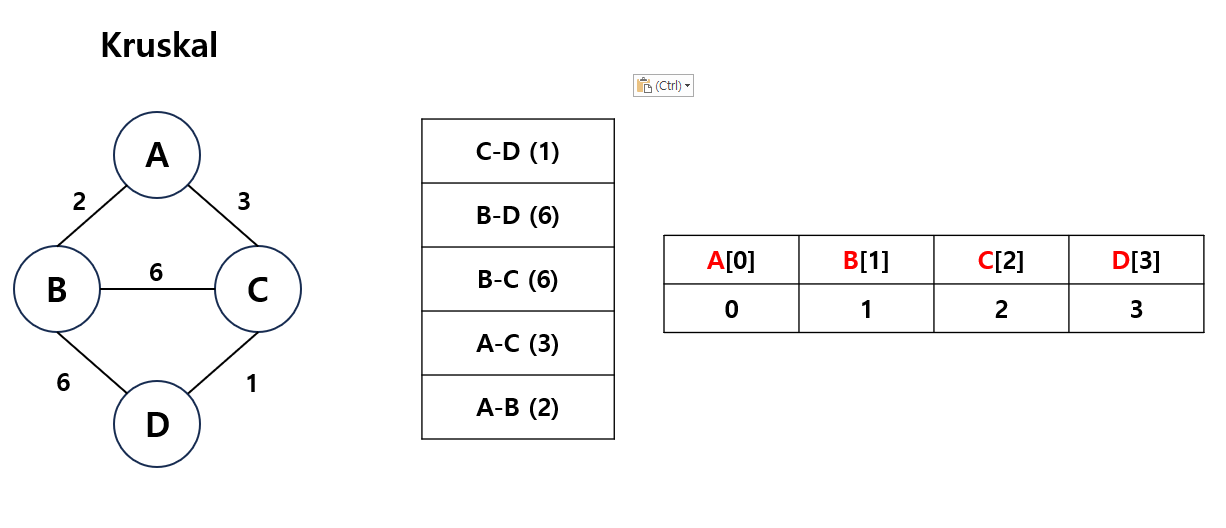 Kruskal
(Ctrl)
A
2
3
B
6
C
6
1
D
C-D (1)
B-D (6)
B-C (6)
A-C (3)
A-B (2)
A[0] B[1] C[2] D[3]
0 1 2 3